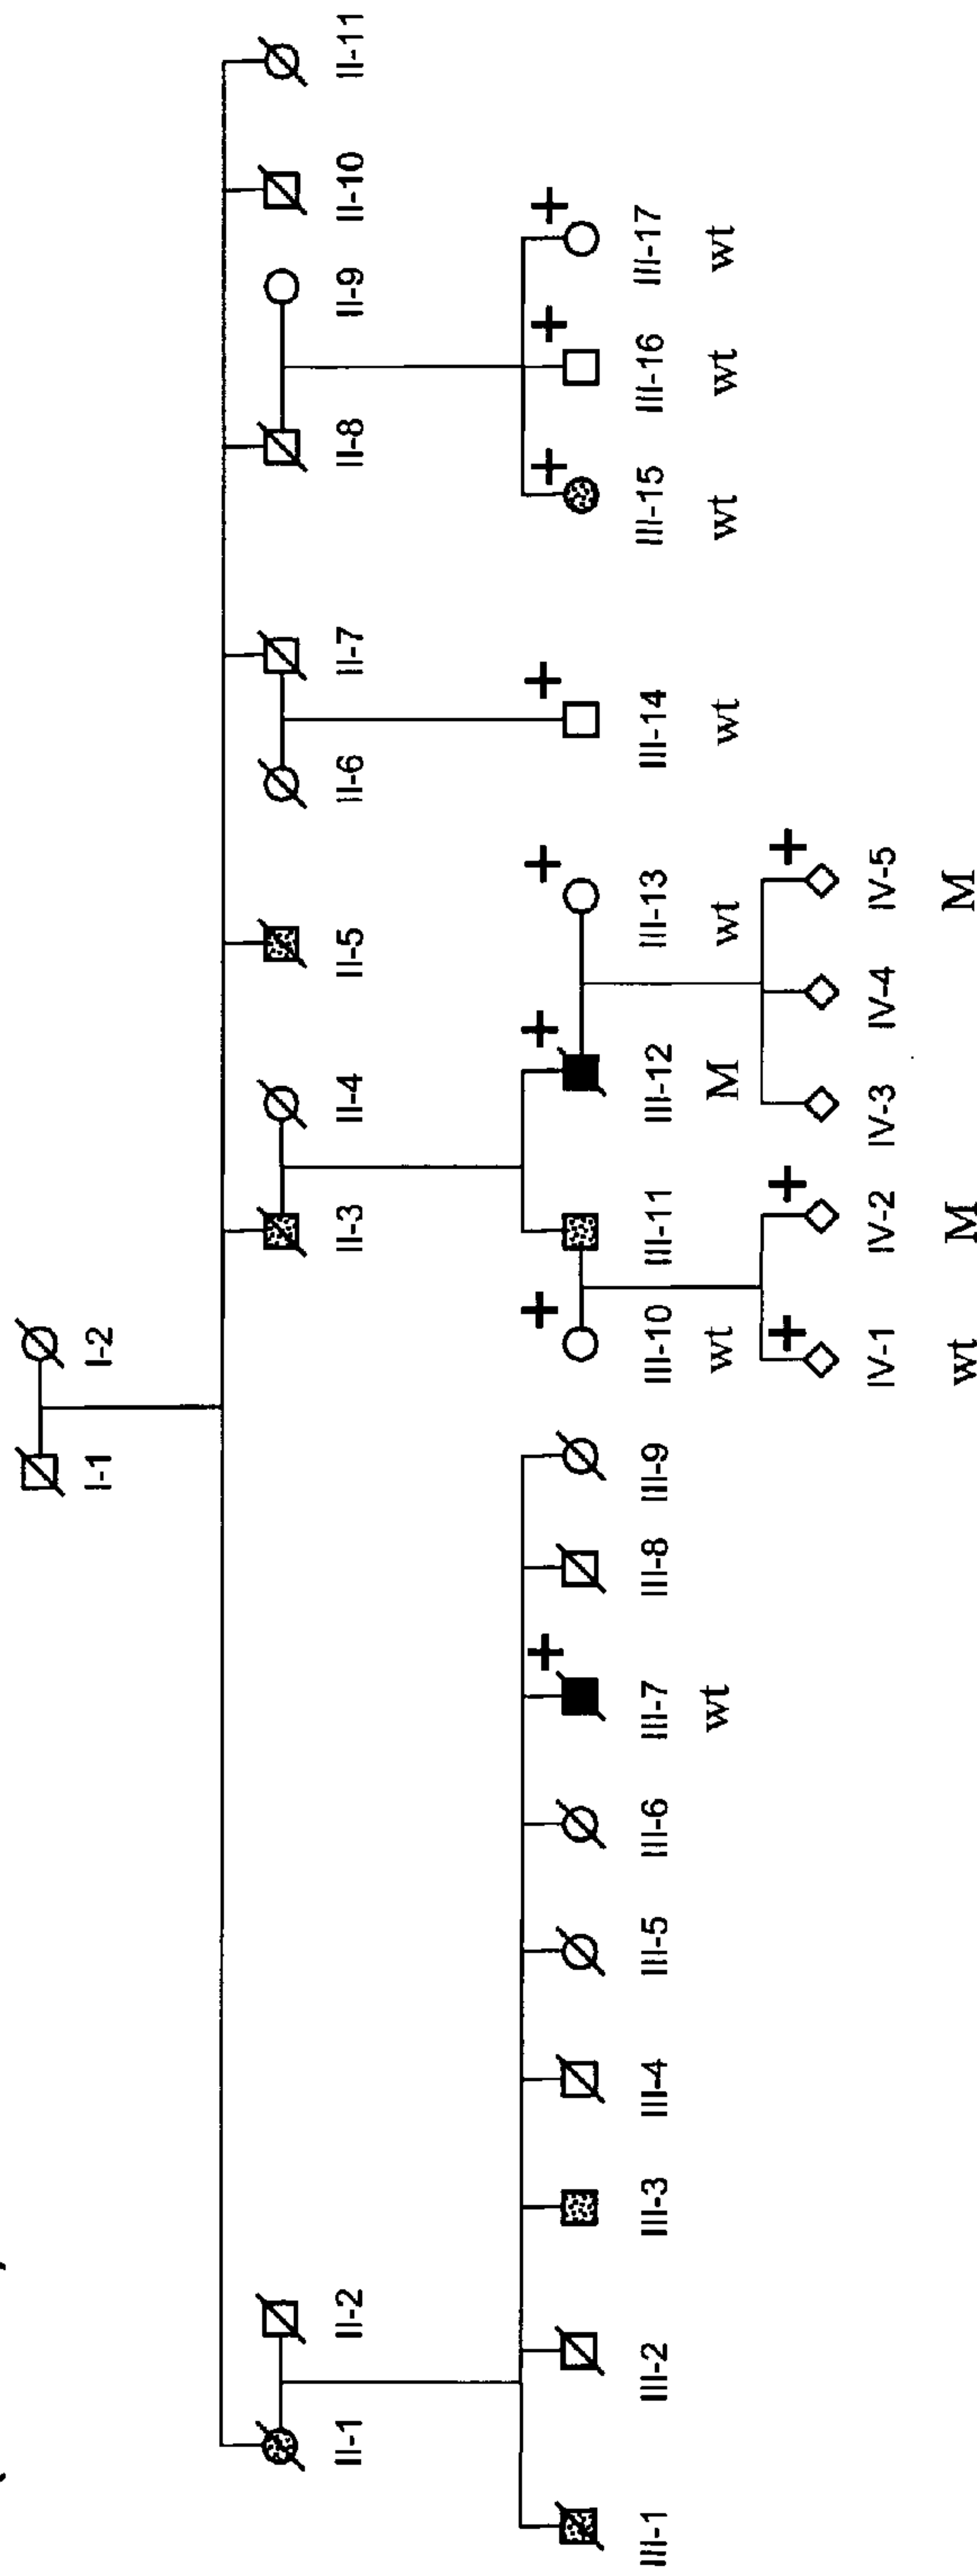 I-1 I-2
II-1 II-2 II-3 II-4 II-5 II-6 II-7 II-8 II-9 II-10 II-11
III-1 III-2 III-3 III-4 III-5 III-6 III-7 III-8 III-9 III-10 III-11 III-12 III-13 III-14 III-15 III-16 III-17
wt wt M wt wt wt wt wt
IV-1 IV-2 IV-3 IV-4 IV-5
wt M M